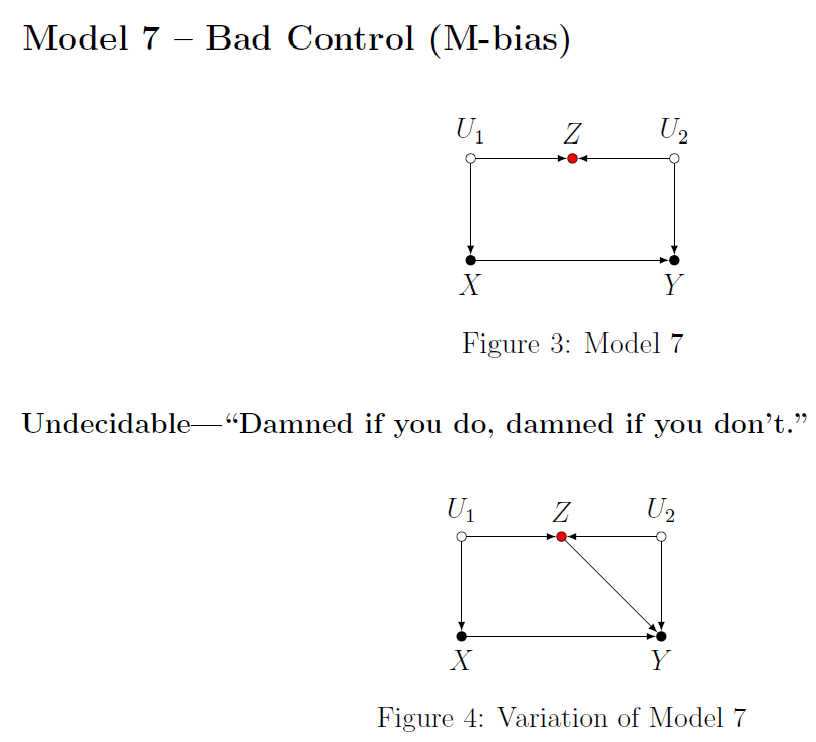 Model 7 – Bad Control (M-bias)
U₁ Z U₂
X Y
Figure 3: Model 7
Undecidable—“Damned if you do, damned if you don’t.”
U₁ Z U₂
X Y
Figure 4: Variation of Model 7